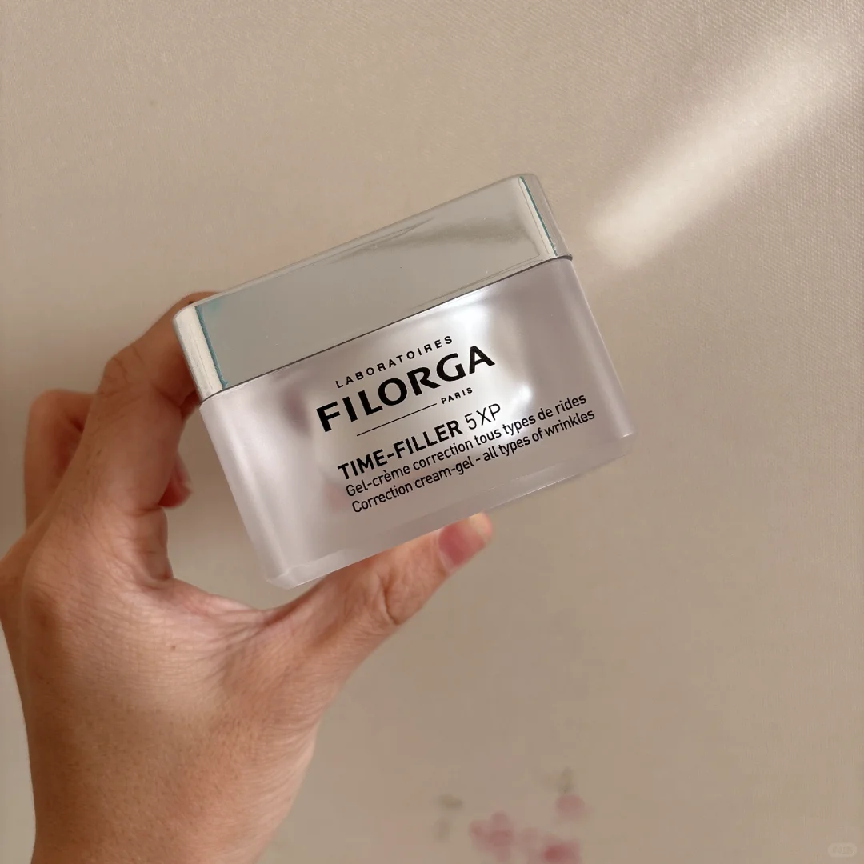 LABORATOIRES
FILORGA
PARIS
TIME-FILLER 5XP
Gel-crème correction tous types de rides
Correction cream-gel - all types of wrinkles